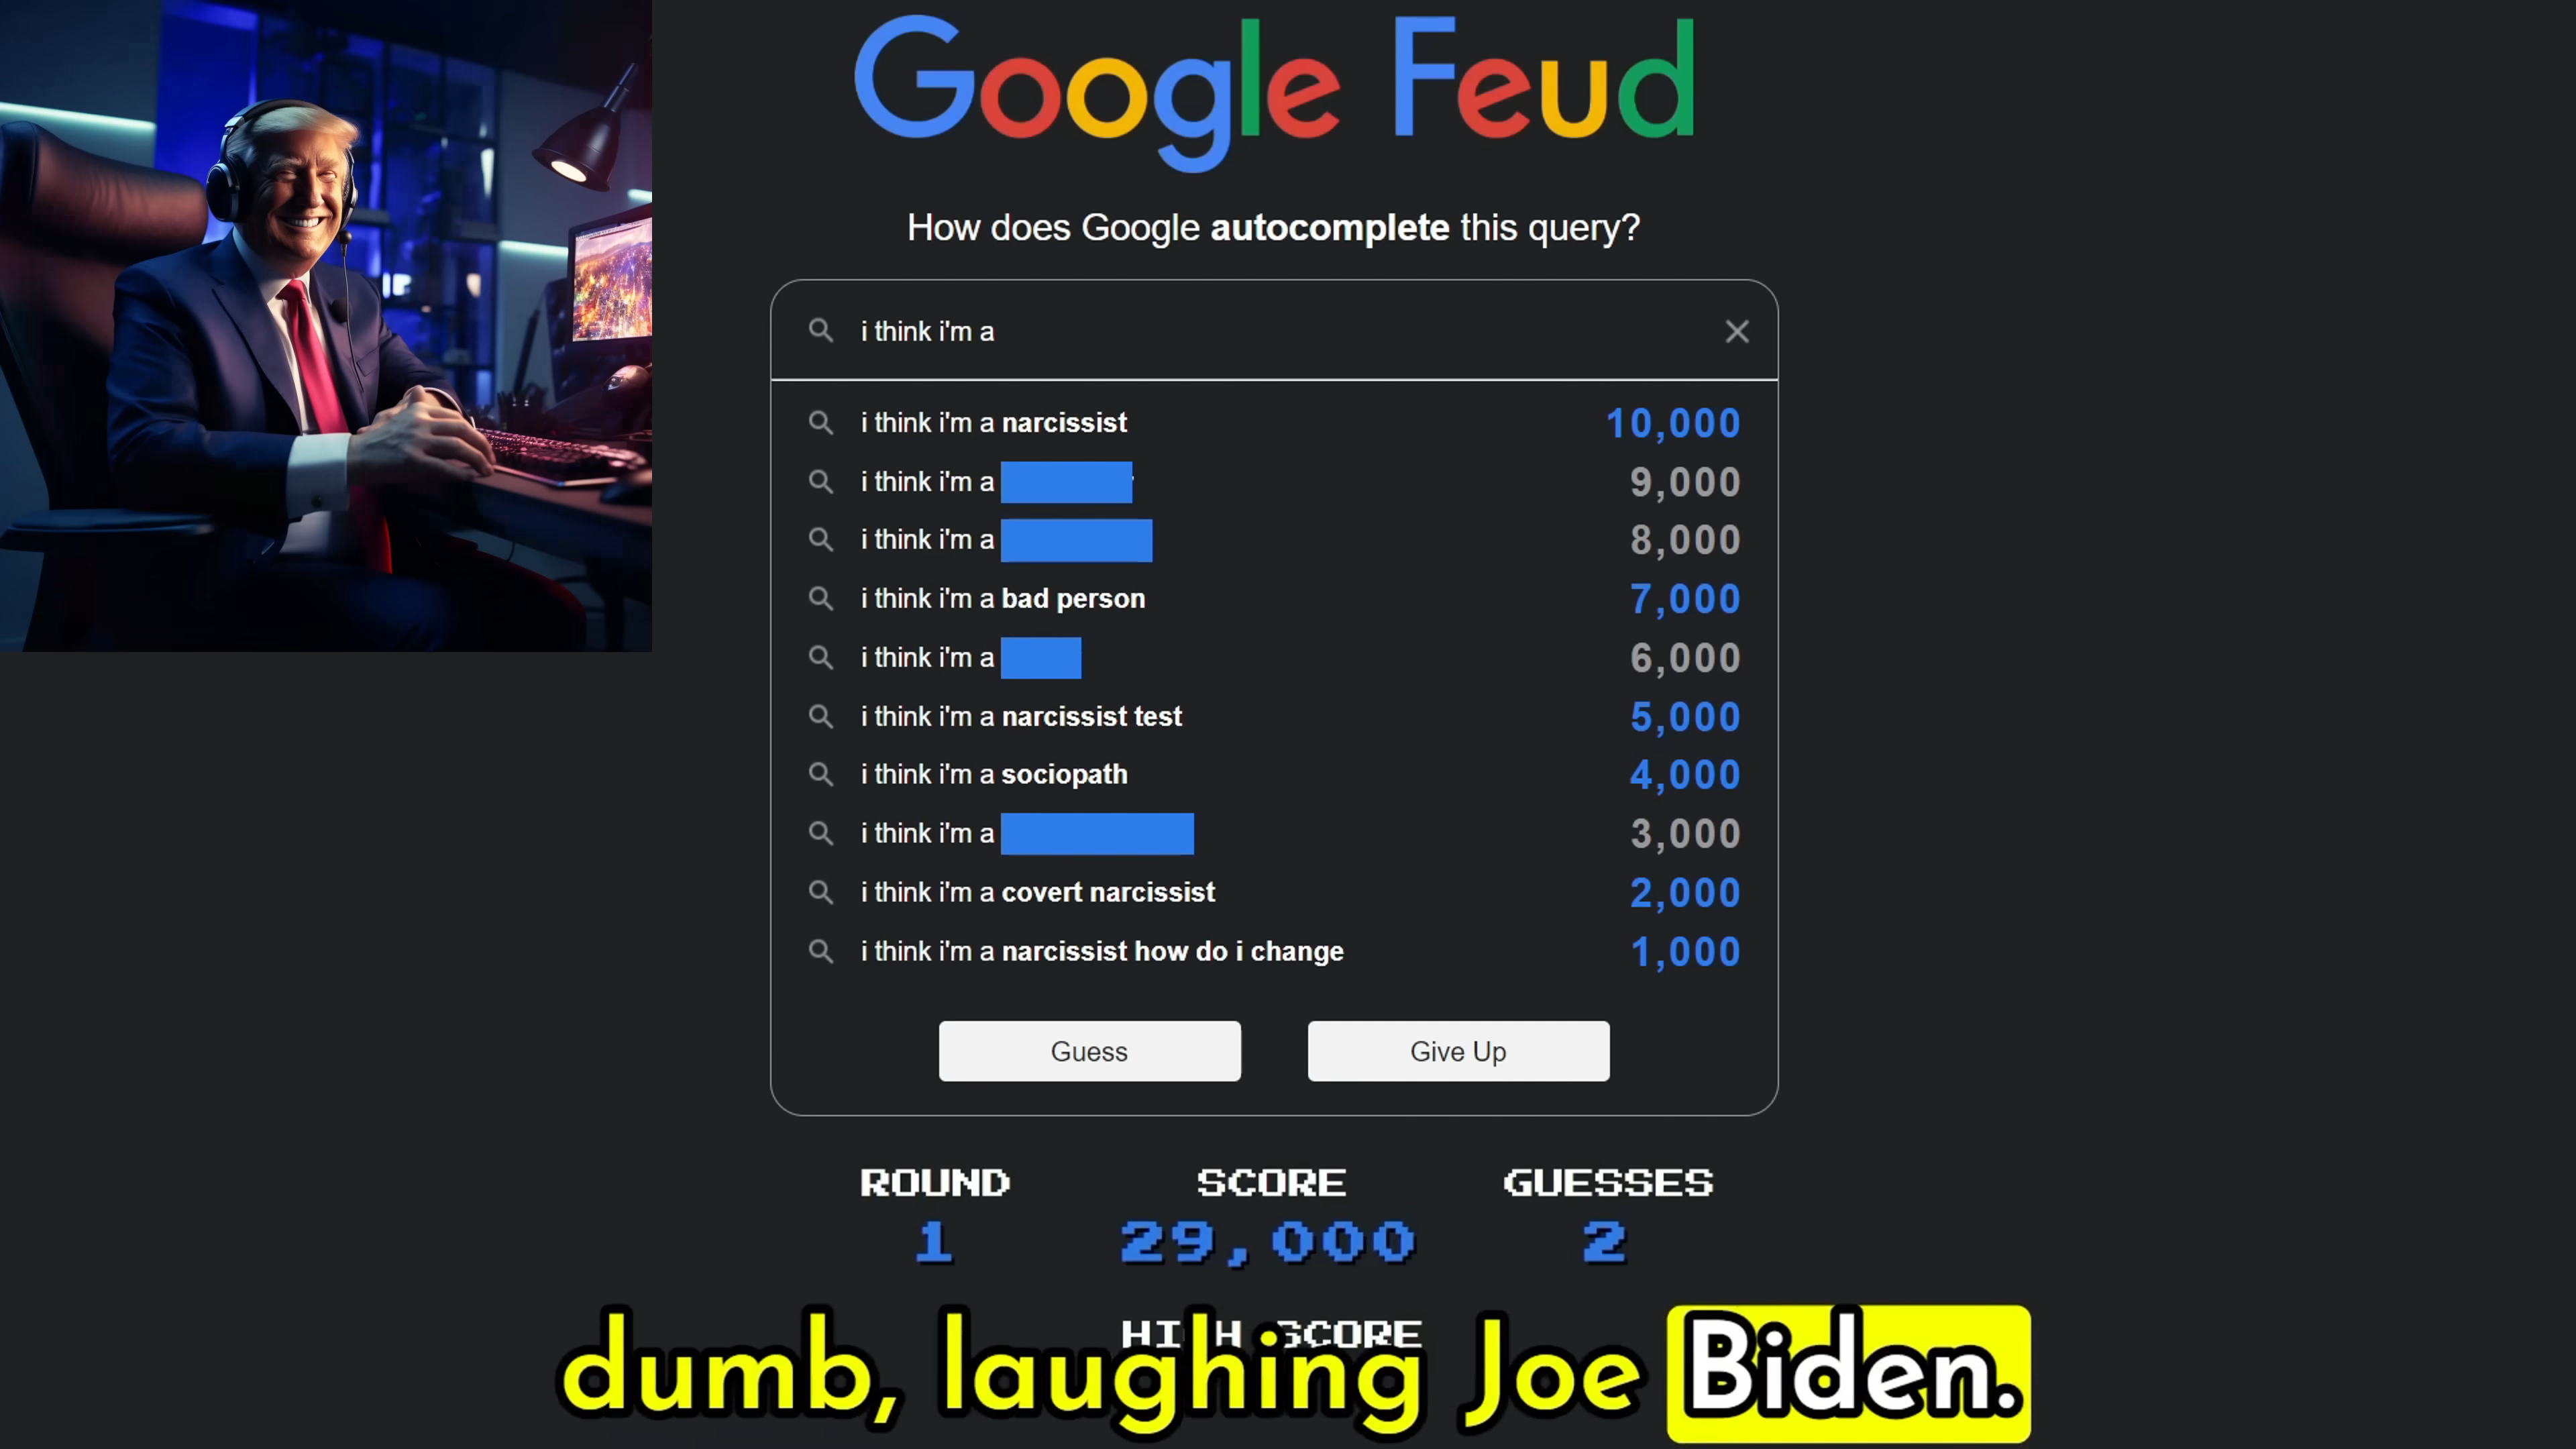 Google Feud
How does Google autocomplete this query?
i think i'm a
i think i'm a narcissist 10,000
i think i'm a 9,000
i think i'm a 8,000
i think i'm a bad person 7,000
i think i'm a 6,000
i think i'm a narcissist test 5,000
i think i'm a sociopath 4,000
i think i'm a 3,000
i think i'm a covert narcissist 2,000
i think i'm a narcissist how do i change 1,000
Guess Give Up
ROUND SCORE GUESSES
1 29,000 2
HIGH SCORE
dumb, laughing Joe Biden.